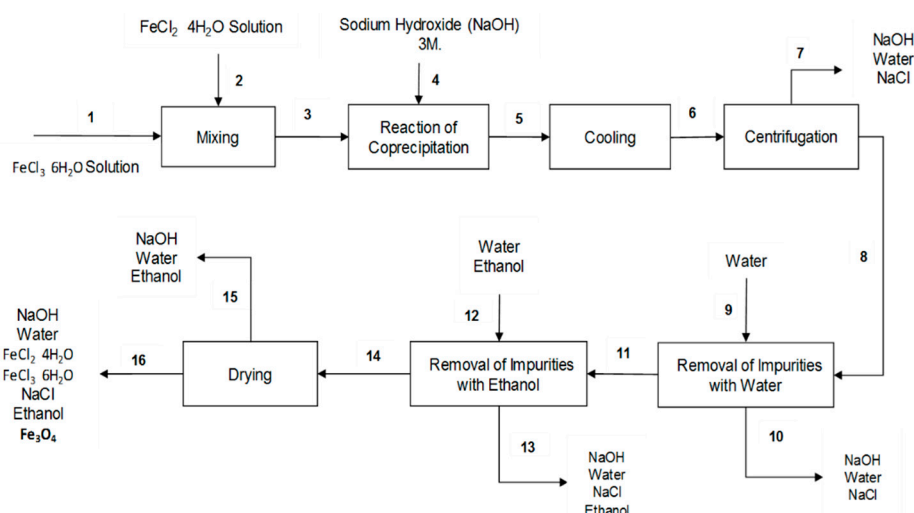 FeCl₂ 4H₂O Solution
Sodium Hydroxide (NaOH)
3M.
NaOH
Water
NaCl
1
2
3
4
5
6
7
Mixing
Reaction of
Coprecipitation
Cooling
Centrifugation
FeCl₃ 6H₂O Solution
8
NaOH
Water
Ethanol
15
Water
Ethanol
12
Water
9
NaOH
Water
FeCl₂ 4H₂O
FeCl₃ 6H₂O
NaCl
Ethanol
Fe₃O₄
16
Drying
14
Removal of Impurities
with Ethanol
11
Removal of Impurities
with Water
13
NaOH
Water
NaCl
Ethanol
10
NaOH
Water
NaCl